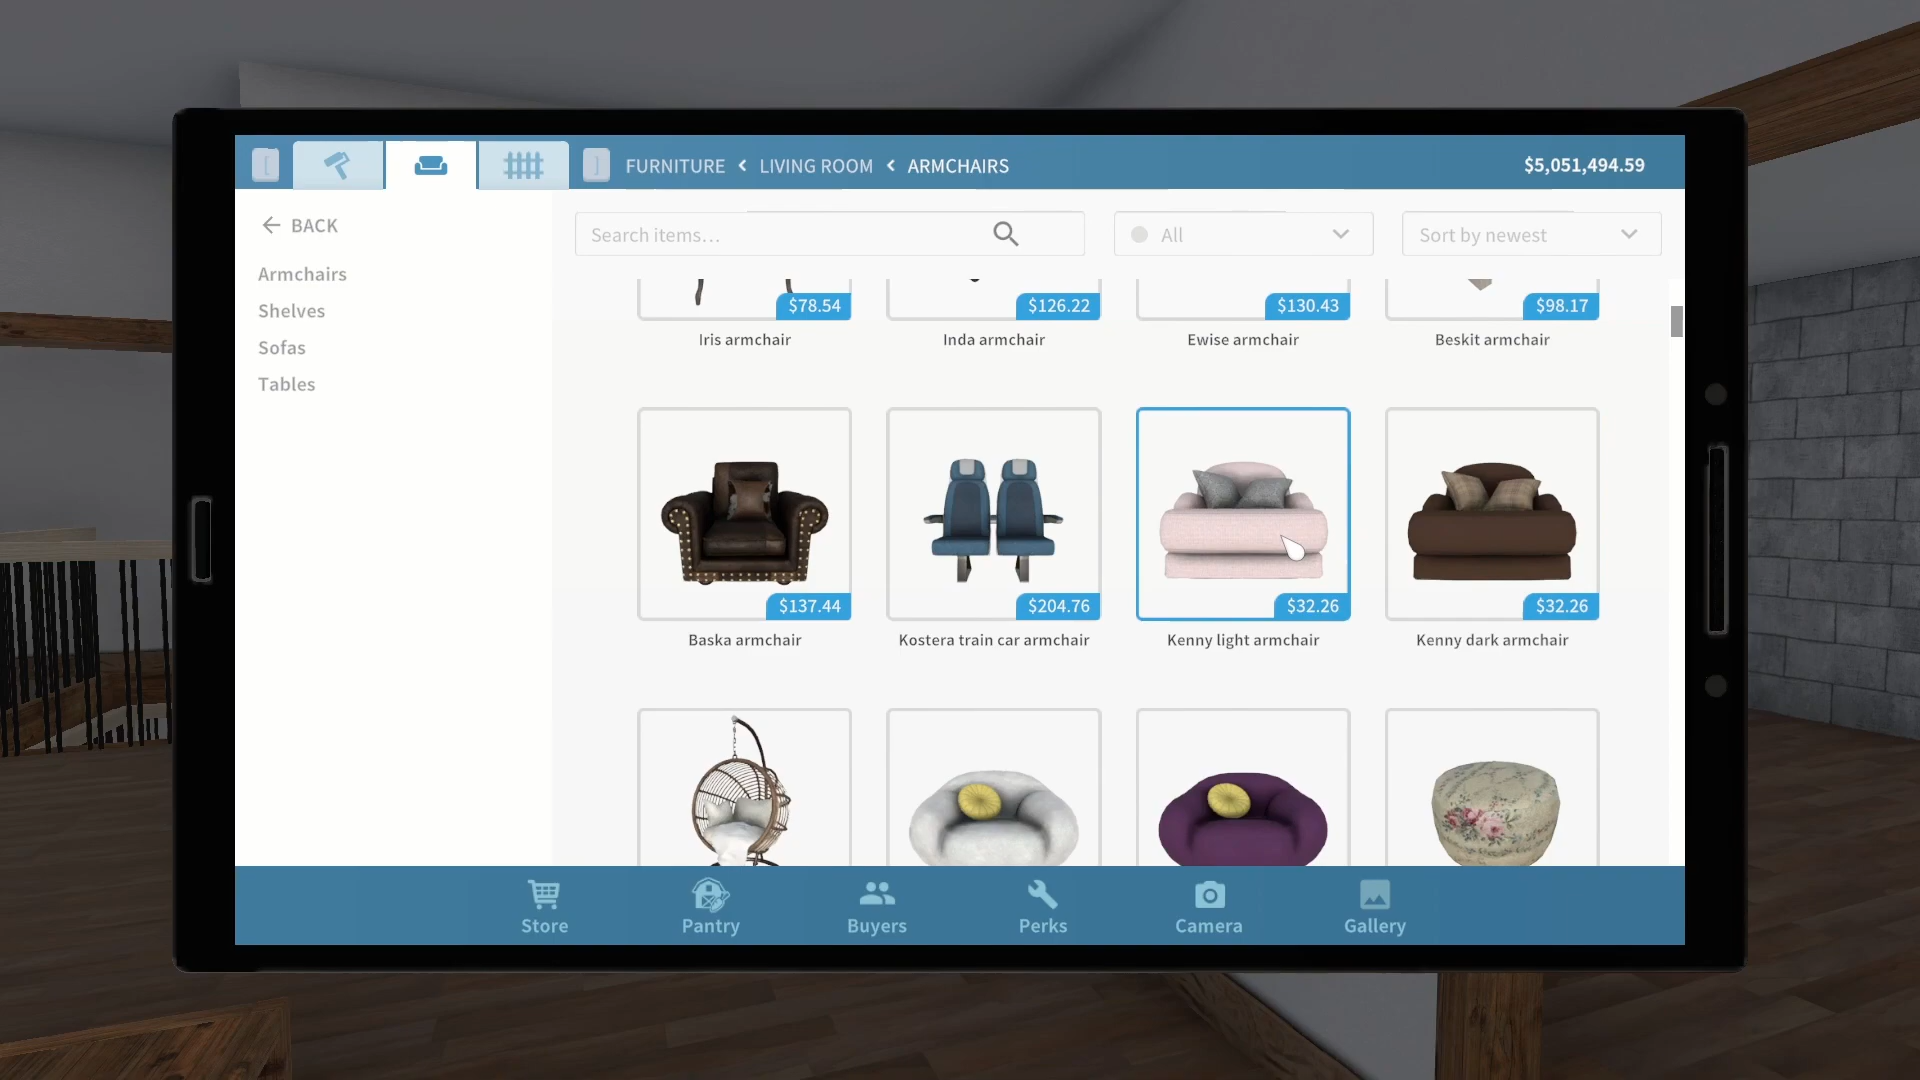 FURNITURE < LIVING ROOM < ARMCHAIRS
$5,051,494.59
BACK
Armchairs
Shelves
Sofas
Tables
Search items...
All
Sort by newest
$78.54
$126.22
$130.43
$98.17
Iris armchair
Inda armchair
Ewise armchair
Beskit armchair
$137.44
$204.76
$32.26
$32.26
Baska armchair
Kostera train car armchair
Kenny light armchair
Kenny dark armchair
Store
Pantry
Buyers
Perks
Camera
Gallery